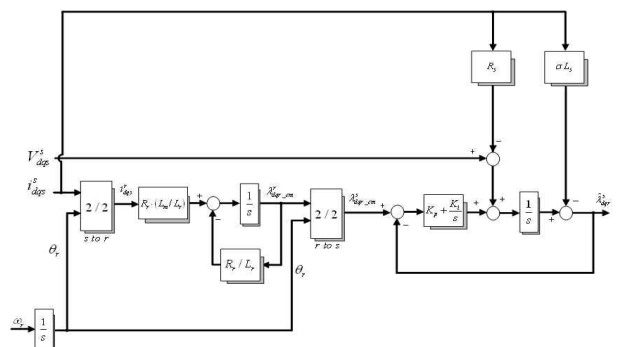 R_s
σL_s
V^s_dqs
i^s_dqs
2 / 2
s to r
i^r_dqs
R_r·(L_m/L_r)
+
−
1/s
λ^r_dqr_cm
2 / 2
r to s
λ^s_dqr_cm
+
−
K_p + K_i/s
+
+
1/s
+
−
λ̂^s_dqr
+
−
R_r / L_r
θ_r
θ_r
ω_r
1/s